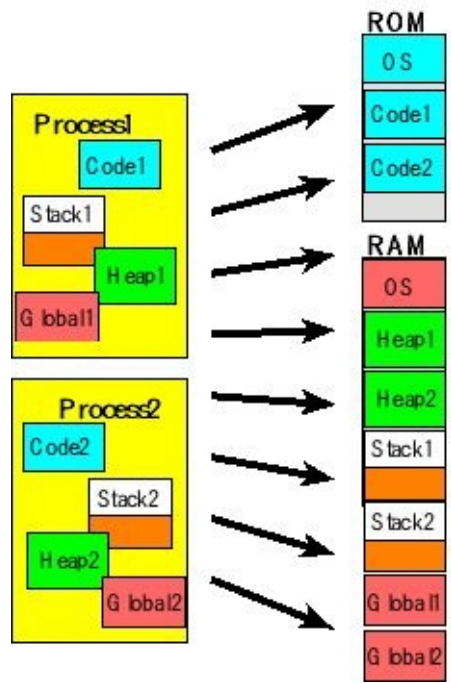 Process1
Code1
Stack1
Heap1
Global1
Process2
Code2
Stack2
Heap2
Global2
ROM
OS
Code1
Code2
RAM
OS
Heap1
Heap2
Stack1
Stack2
Global1
Global2